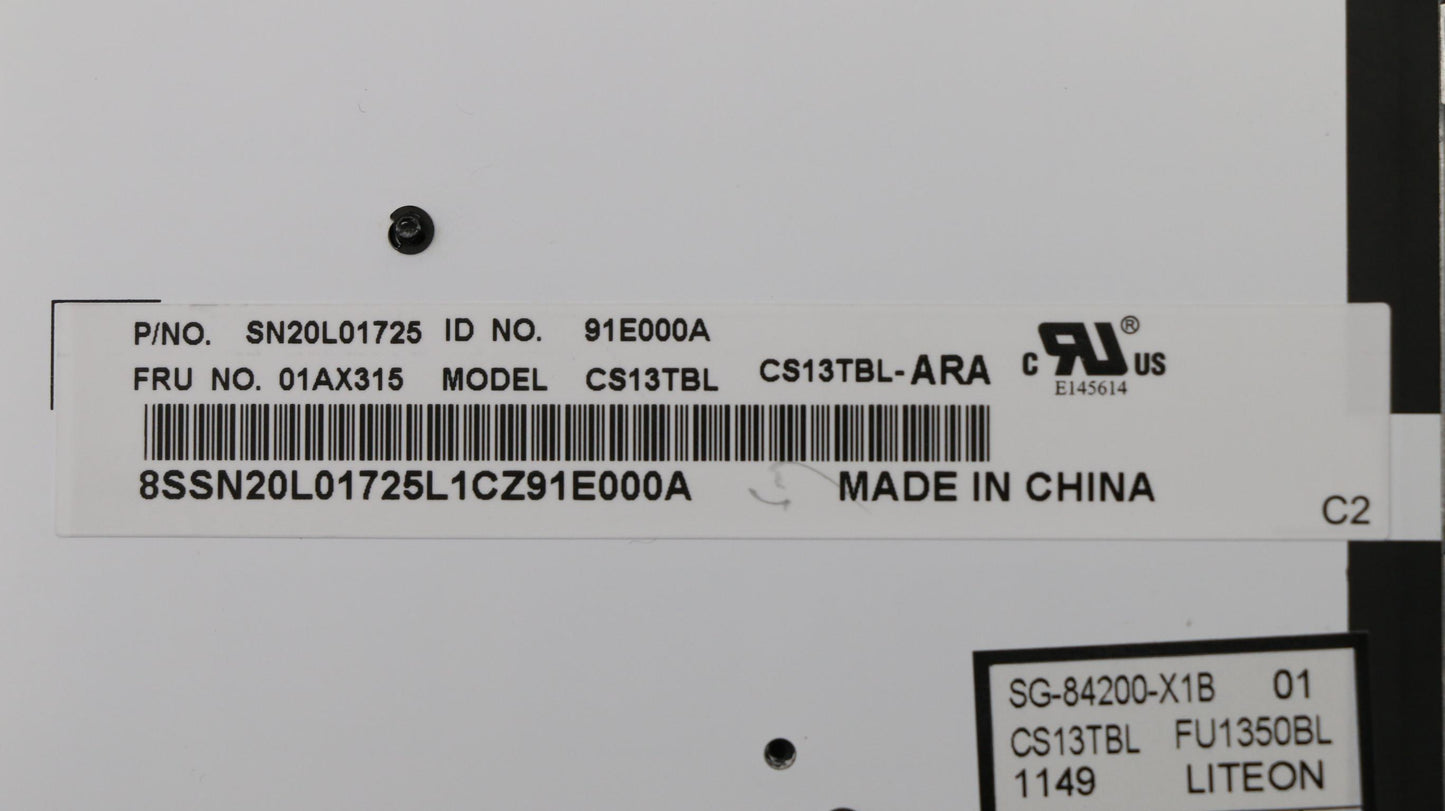 P/NO. SN20L01725 ID NO. 91E000A
FRU NO. 01AX315 MODEL CS13TBL CS13TBL-ARA
C RU ® US
E145614
8SSN20L01725L1CZ91E000A MADE IN CHINA
C2
SG-84200-X1B 01
CS13TBL FU1350BL
1149 LITEON